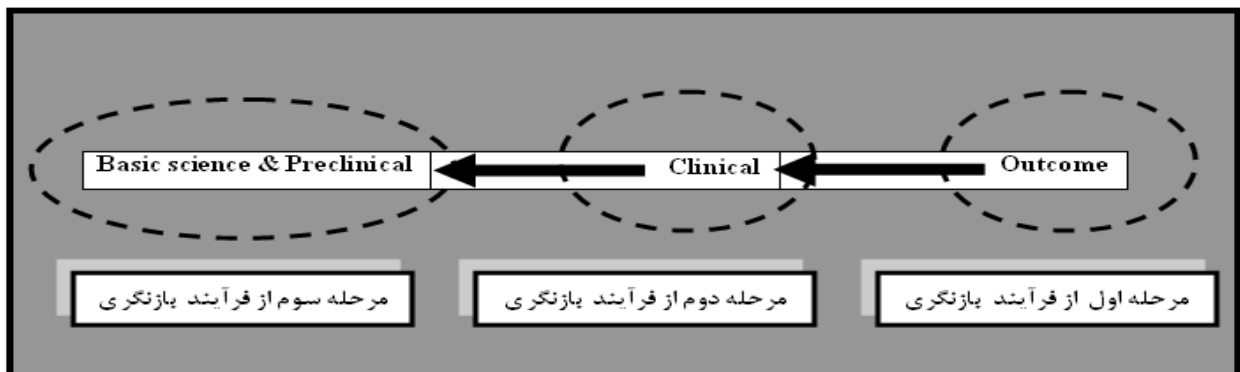 Basic science & Preclinical Clinical Outcome
مرحله اول از فرآیند بازنگری
مرحله دوم از فرآیند بازنگری
مرحله سوم از فرآیند بازنگری